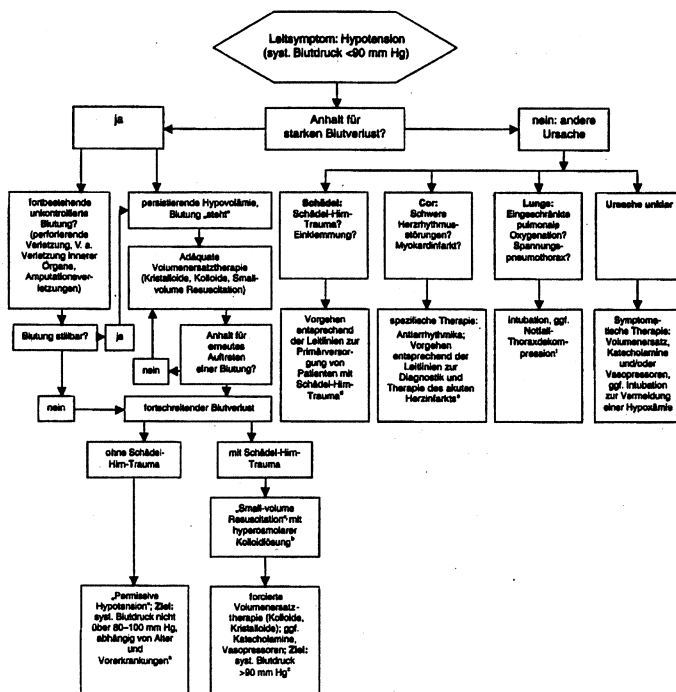 Leitsymptom: Hypotension
(syst. Blutdruck <90 mm Hg)
ja
Anhalt für
starken Blutverlust?
nein: andere
Ursache
fortbestehende
unkontrollierte
Blutung?
(perforierende
Verletzung, V. a.
Verletzung innerer
Organe,
Amputationsver-
letzungen)
persistierende Hypovolämie,
Blutung „steht“
Schädel:
Schädel-Hirn-
Trauma?
Einklemmung?
Cor:
Schwere
Herzrhythmus-
störungen?
Myokardinfarkt?
Lunge:
Eingeschränkte
pulmonale
Oxygenation?
Spannungs-
pneumothorax?
Ursache unklar
Adäquate
Volumenersatztherapie
(Kristalloide, Kolloide, Small-
volume Resuscitation)
Blutung stillbar?
ja
nein
Anhalt für
erneutes
Auftreten
einer Blutung?
Vorgehen
entsprechend
der Leitlinien zur
Primärversor-
gung von
Patienten mit
Schädel-Hirn-
Trauma
spezifische Therapie:
Antiarrhythmika;
Vorgehen
entsprechend der
Leitlinien zur
Diagnostik und
Therapie des akuten
Herzinfarkts
Intubation, ggf.
Notfall-
Thoraxdekom-
pression
Symptoma-
tische Therapie:
Volumenersatz,
Katecholamine
und/oder
Vasopressoren,
ggf. Intubation
zur Vermeidung
einer Hypoxämie
nein
fortschreitender Blutverlust
ohne Schädel-
Hirn-Trauma
mit Schädel-Hirn-
Trauma
„Small-volume
Resuscitation“ mit
hyperosmolarer
Kolloidlösung
„Permissive
Hypotension“; Ziel:
syst. Blutdruck nicht
über 80–100 mm Hg,
abhängig von Alter
und
Vorerkrankungen
forcierte
Volumenersatz-
therapie (Kolloide,
Kristalloide); ggf.
Katecholamine,
Vasopressoren; Ziel:
syst. Blutdruck
>90 mm Hg